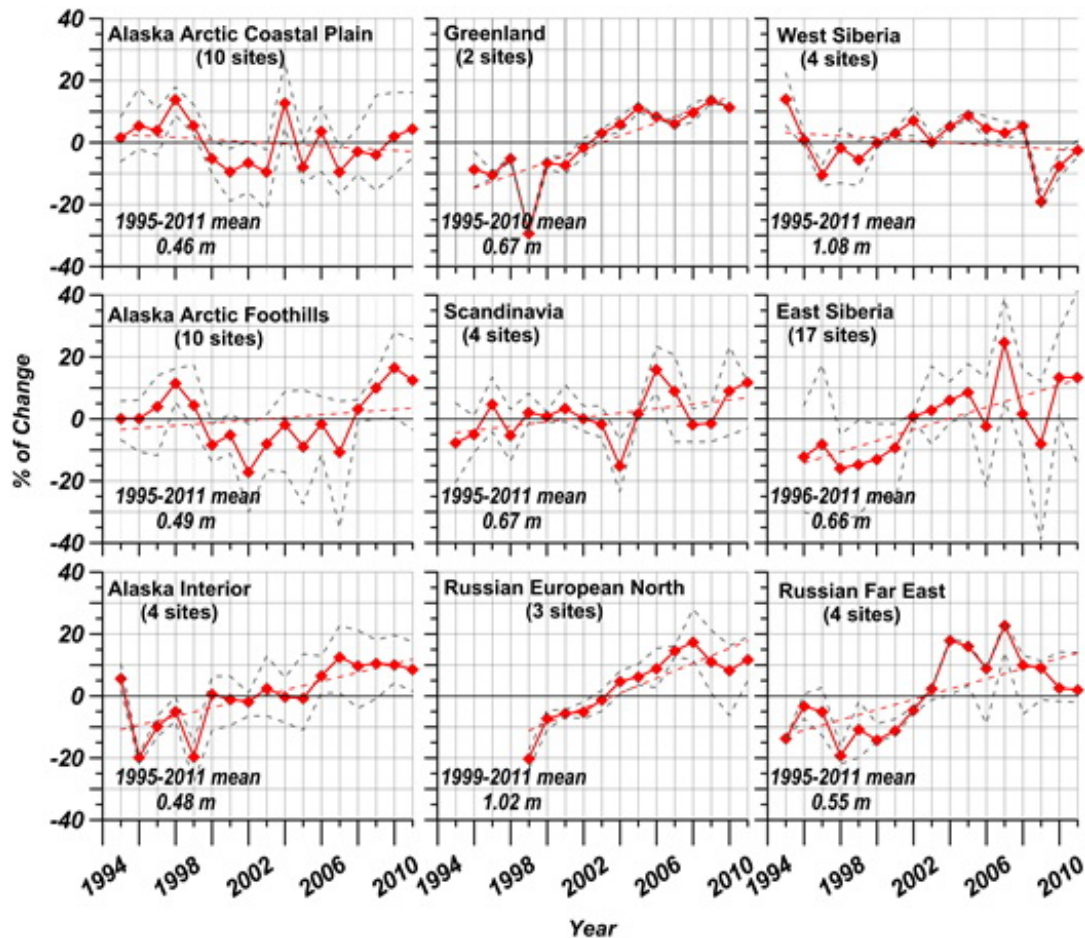 40
20
0
-20
-40
Alaska Arctic Coastal Plain
(10 sites)
1995-2011 mean
0.46 m
Greenland
(2 sites)
1995-2010 mean
0.67 m
West Siberia
(4 sites)
1995-2011 mean
1.08 m
% of Change
40
20
0
-20
-40
Alaska Arctic Foothills
(10 sites)
1995-2011 mean
0.49 m
Scandinavia
(4 sites)
1995-2011 mean
0.67 m
East Siberia
(17 sites)
1996-2011 mean
0.66 m
40
20
0
-20
-40
Alaska Interior
(4 sites)
1995-2011 mean
0.48 m
Russian European North
(3 sites)
1999-2011 mean
1.02 m
Russian Far East
(4 sites)
1995-2011 mean
0.55 m
1994 1998 2002 2006 2010
1994 1998 2002 2006 2010
1994 1998 2002 2006 2010
Year